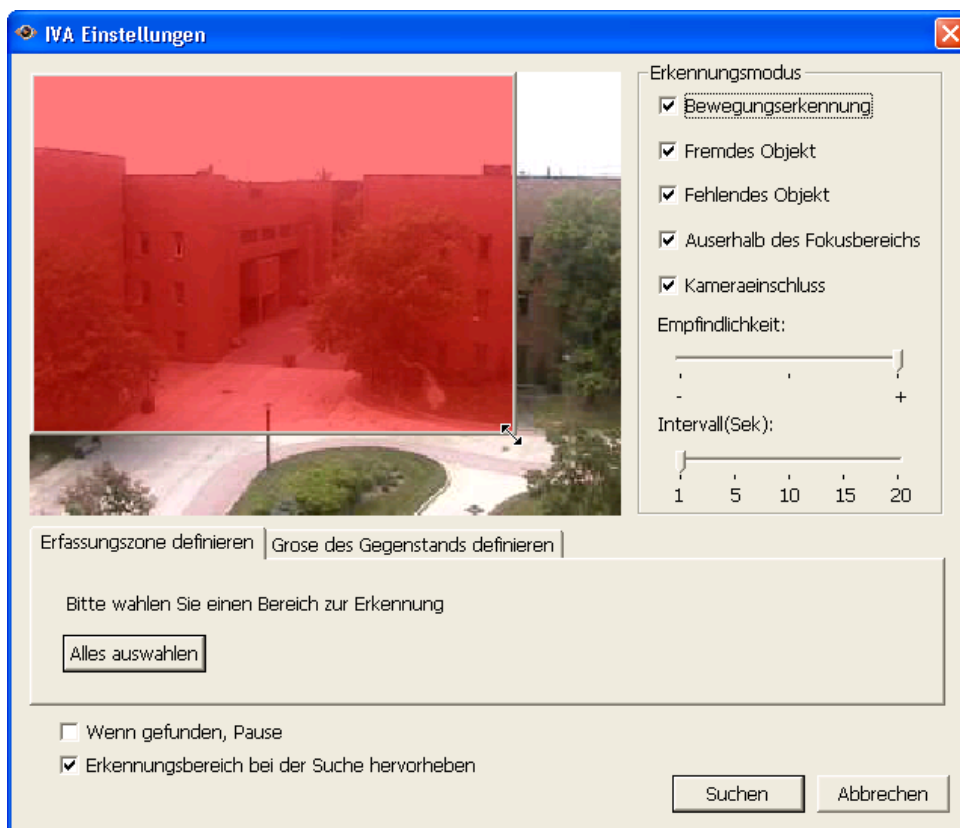 IVA Einstellungen
Erkennungsmodus
Bewegungserkennung
Fremdes Objekt
Fehlendes Objekt
Auserhalb des Fokusbereichs
Kameraeinschluss
Empfindlichkeit:
- +
Intervall(Sek):
1 5 10 15 20
Erfassungszone definieren Grose des Gegenstands definieren
Bitte wahlen Sie einen Bereich zur Erkennung
Alles auswahlen
Wenn gefunden, Pause
Erkennungsbereich bei der Suche hervorheben
Suchen Abbrechen